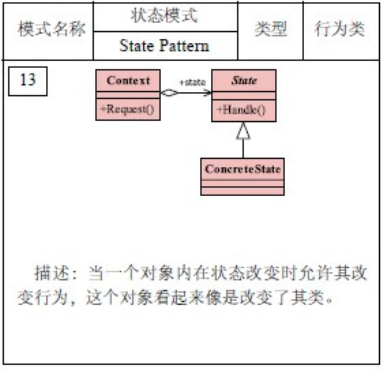 模式名称
状态模式
State Pattern
类型
行为类
13
Context
+Request()
+state
State
+Handle()
ConcreteState
描述：当一个对象内在状态改变时允许其改
变行为，这个对象看起来像是改变了其类。